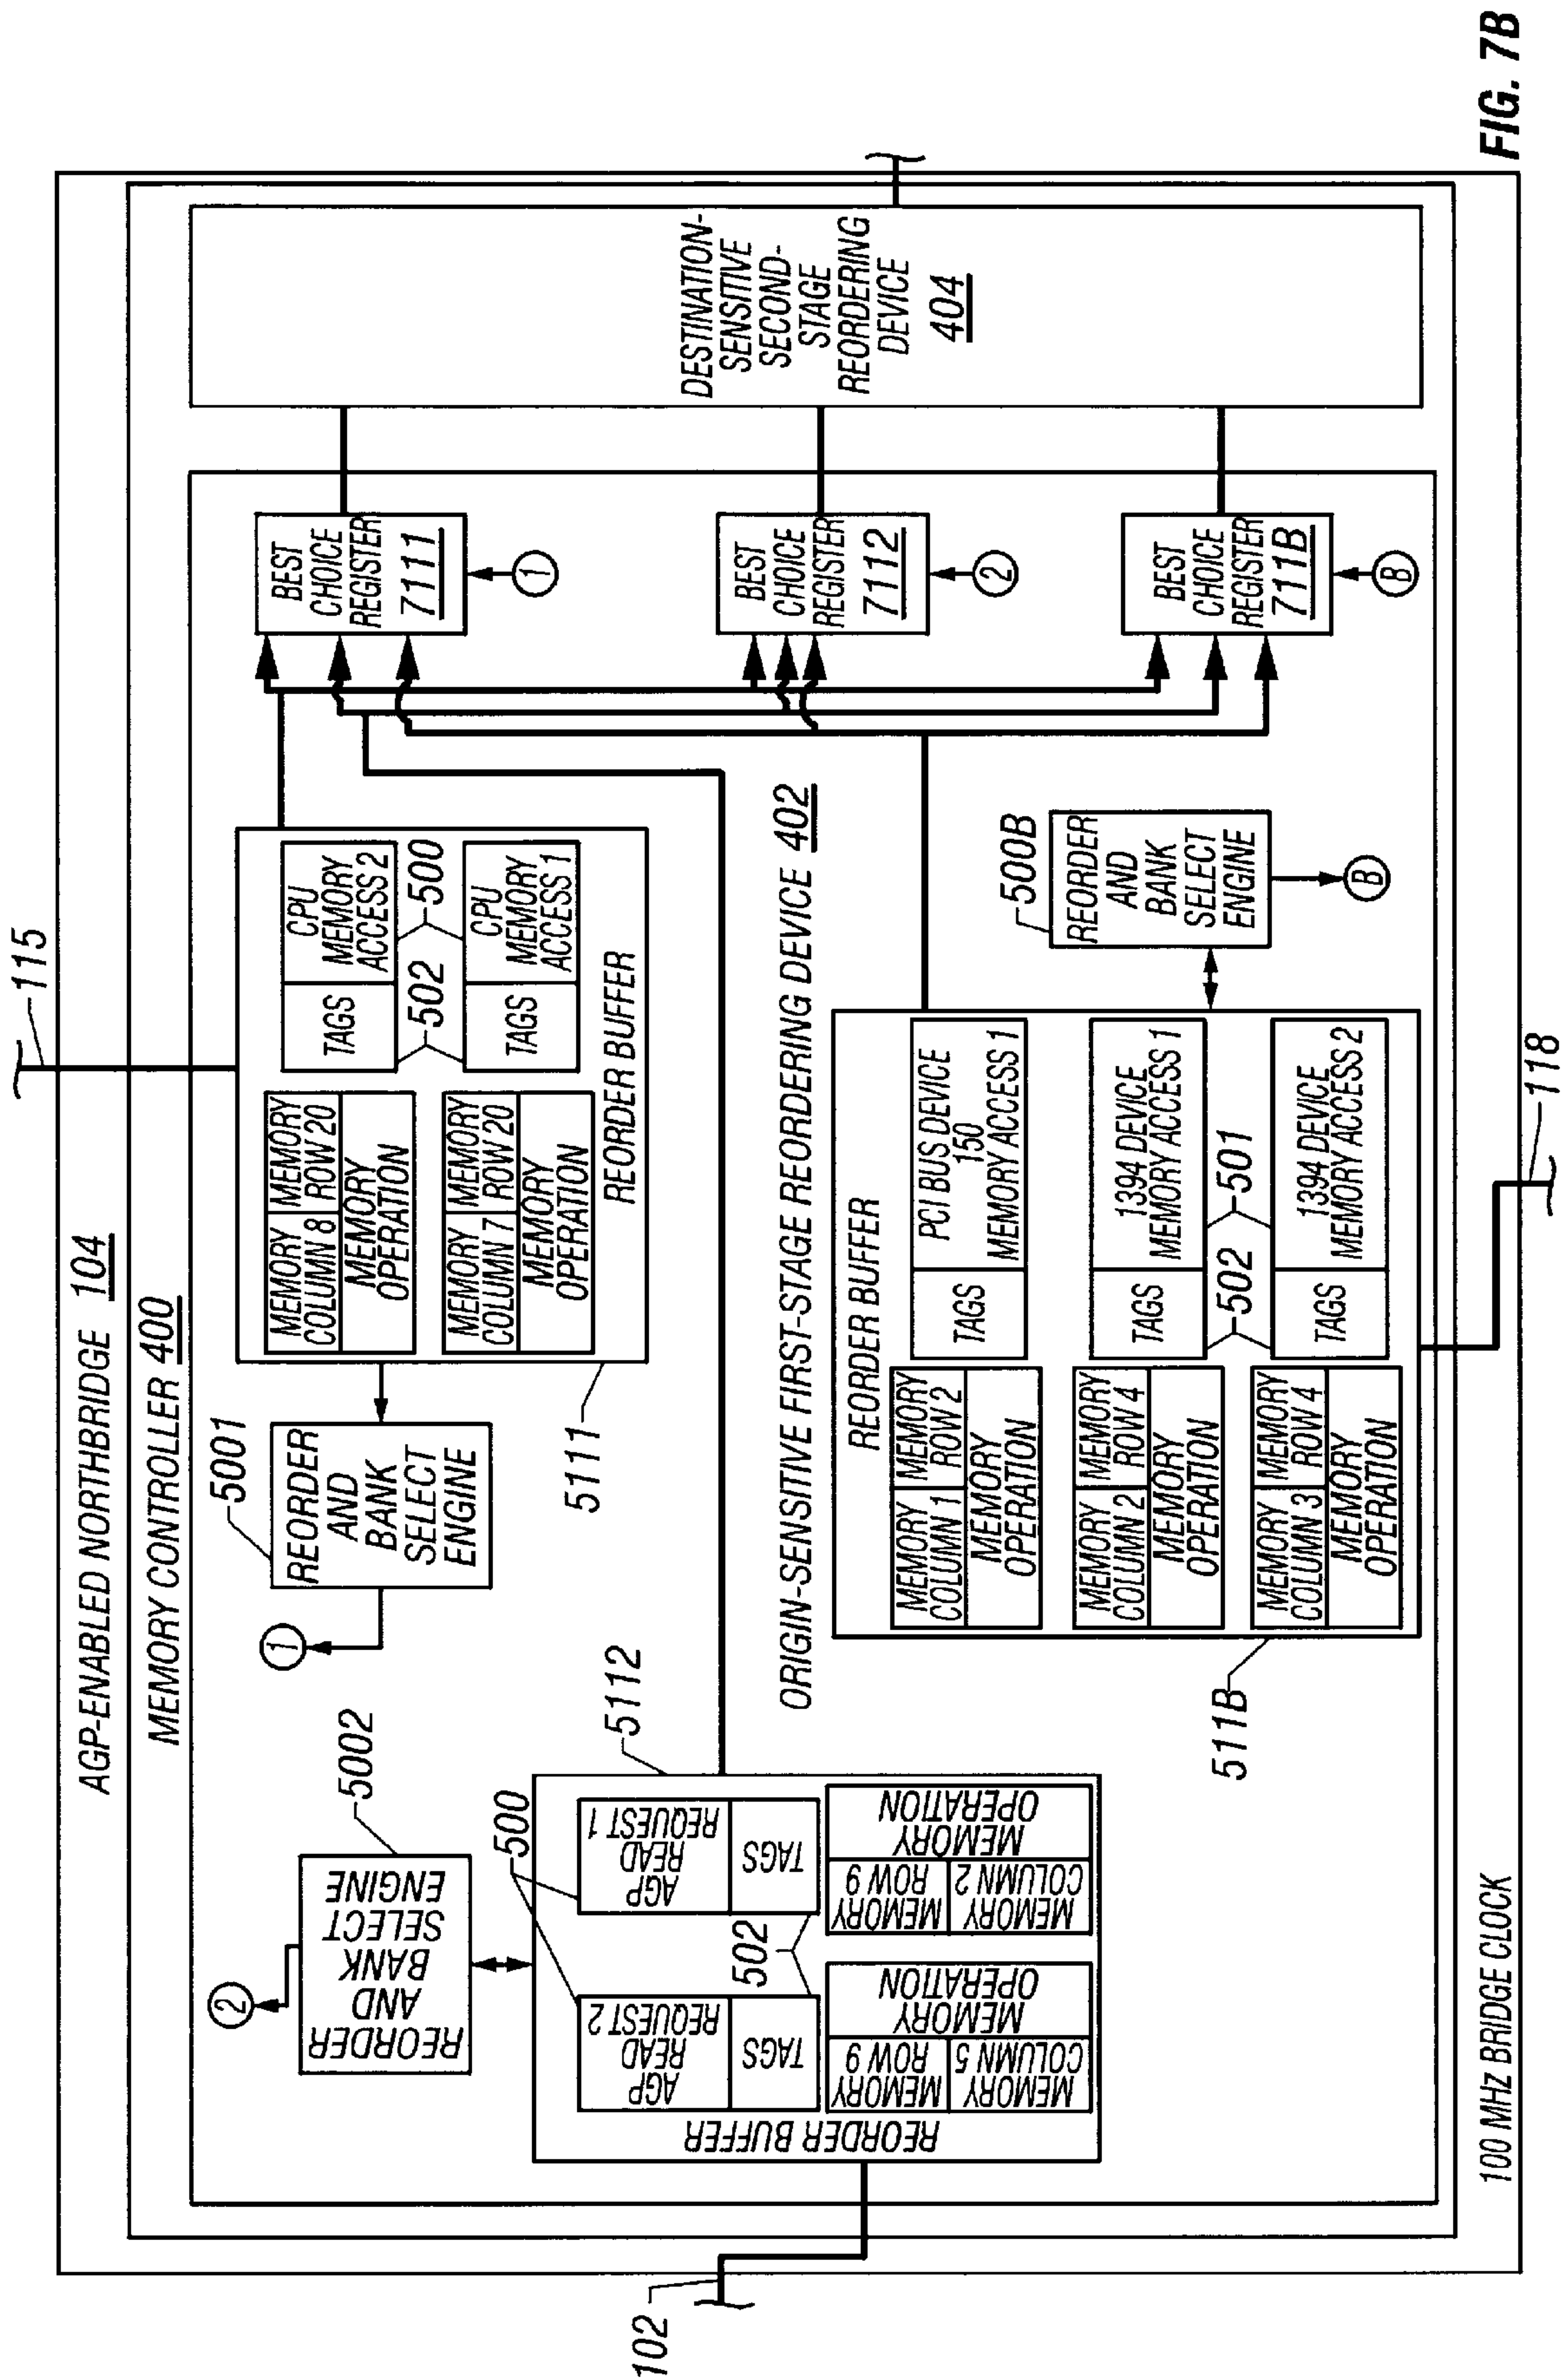 115
AGP-ENABLED NORTHBRIDGE 104
MEMORY CONTROLLER 400
5002
REORDER
AND
BANK
SELECT
ENGINE
2
1
5001
REORDER
AND
BANK
SELECT
ENGINE
5111
MEMORY
COLUMN 8
MEMORY
ROW 20
MEMORY
OPERATION
TAGS
CPU
MEMORY
ACCESS 2
502
500
MEMORY
COLUMN 7
MEMORY
ROW 20
MEMORY
OPERATION
TAGS
CPU
MEMORY
ACCESS 1
REORDER BUFFER
BEST
CHOICE
REGISTER
7111
1
BEST
CHOICE
REGISTER
7112
2
BEST
CHOICE
REGISTER
711B
B
DESTINATION-
SENSITIVE
SECOND-
STAGE
REORDERING
DEVICE
404
102
5112
500
REORDER BUFFER
AGP
READ
REQUEST 2
TAGS
MEMORY
ROW 9
MEMORY
COLUMN 5
MEMORY
OPERATION
502
AGP
READ
REQUEST 1
TAGS
MEMORY
ROW 9
MEMORY
COLUMN 2
MEMORY
OPERATION
ORIGIN-SENSITIVE FIRST-STAGE REORDERING DEVICE 402
511B
REORDER BUFFER
MEMORY
COLUMN 1
MEMORY
ROW 2
MEMORY
OPERATION
TAGS
PCI BUS DEVICE
150
MEMORY ACCESS 1
MEMORY
COLUMN 2
MEMORY
ROW 4
MEMORY
OPERATION
TAGS
1394 DEVICE
MEMORY ACCESS 1
502
501
MEMORY
COLUMN 3
MEMORY
ROW 4
MEMORY
OPERATION
TAGS
1394 DEVICE
MEMORY ACCESS 2
500B
REORDER
AND
BANK
SELECT
ENGINE
B
118
100 MHZ BRIDGE CLOCK
FIG. 7B